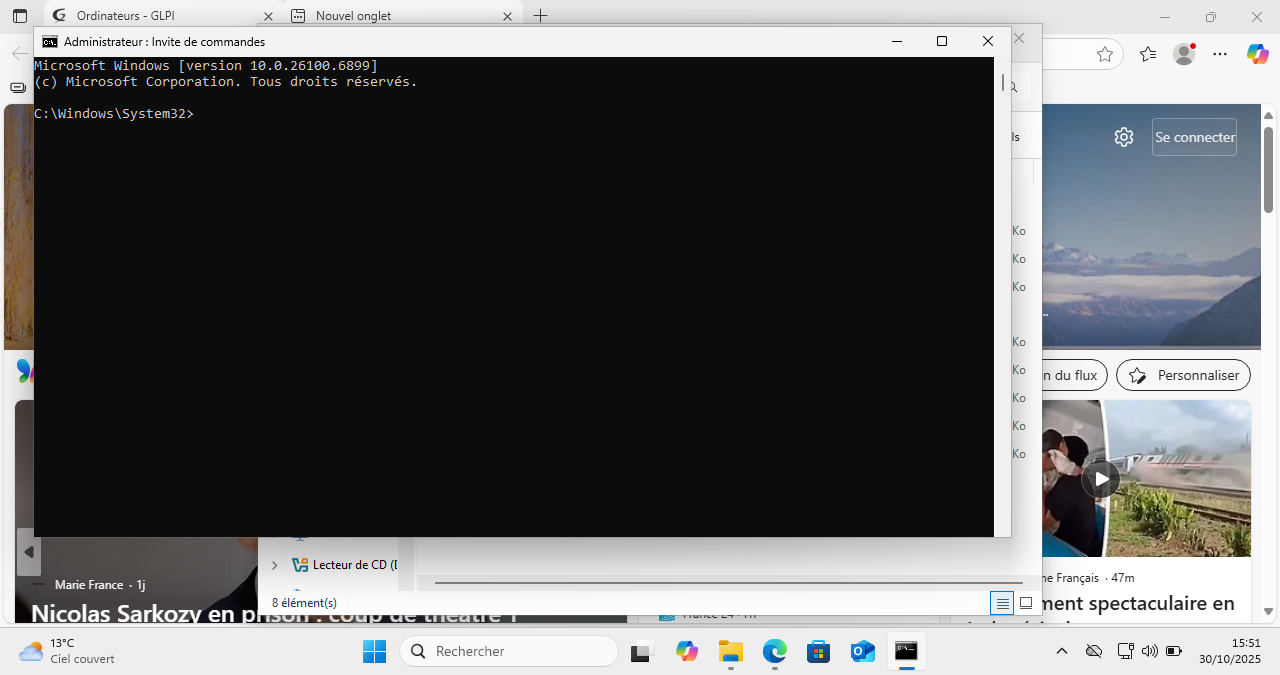 Ordinateurs - GLPI
Nouvel onglet
Administrateur : Invite de commandes
Microsoft Windows [version 10.0.26100.6899]
(c) Microsoft Corporation. Tous droits réservés.
C:\Windows\System32>
Se connecter
ls
Ko
Ko
Ko
Ko
Ko
Ko
Ko
Ko
n du flux
Personnaliser
Lecteur de CD (
8 élément(s)
Marie France · 1j
Nicolas Sarkozy en prison : coup de théâtre !
ne Français · 47m
ment spectaculaire en
13°C
Ciel couvert
Rechercher
15:51
30/10/2025